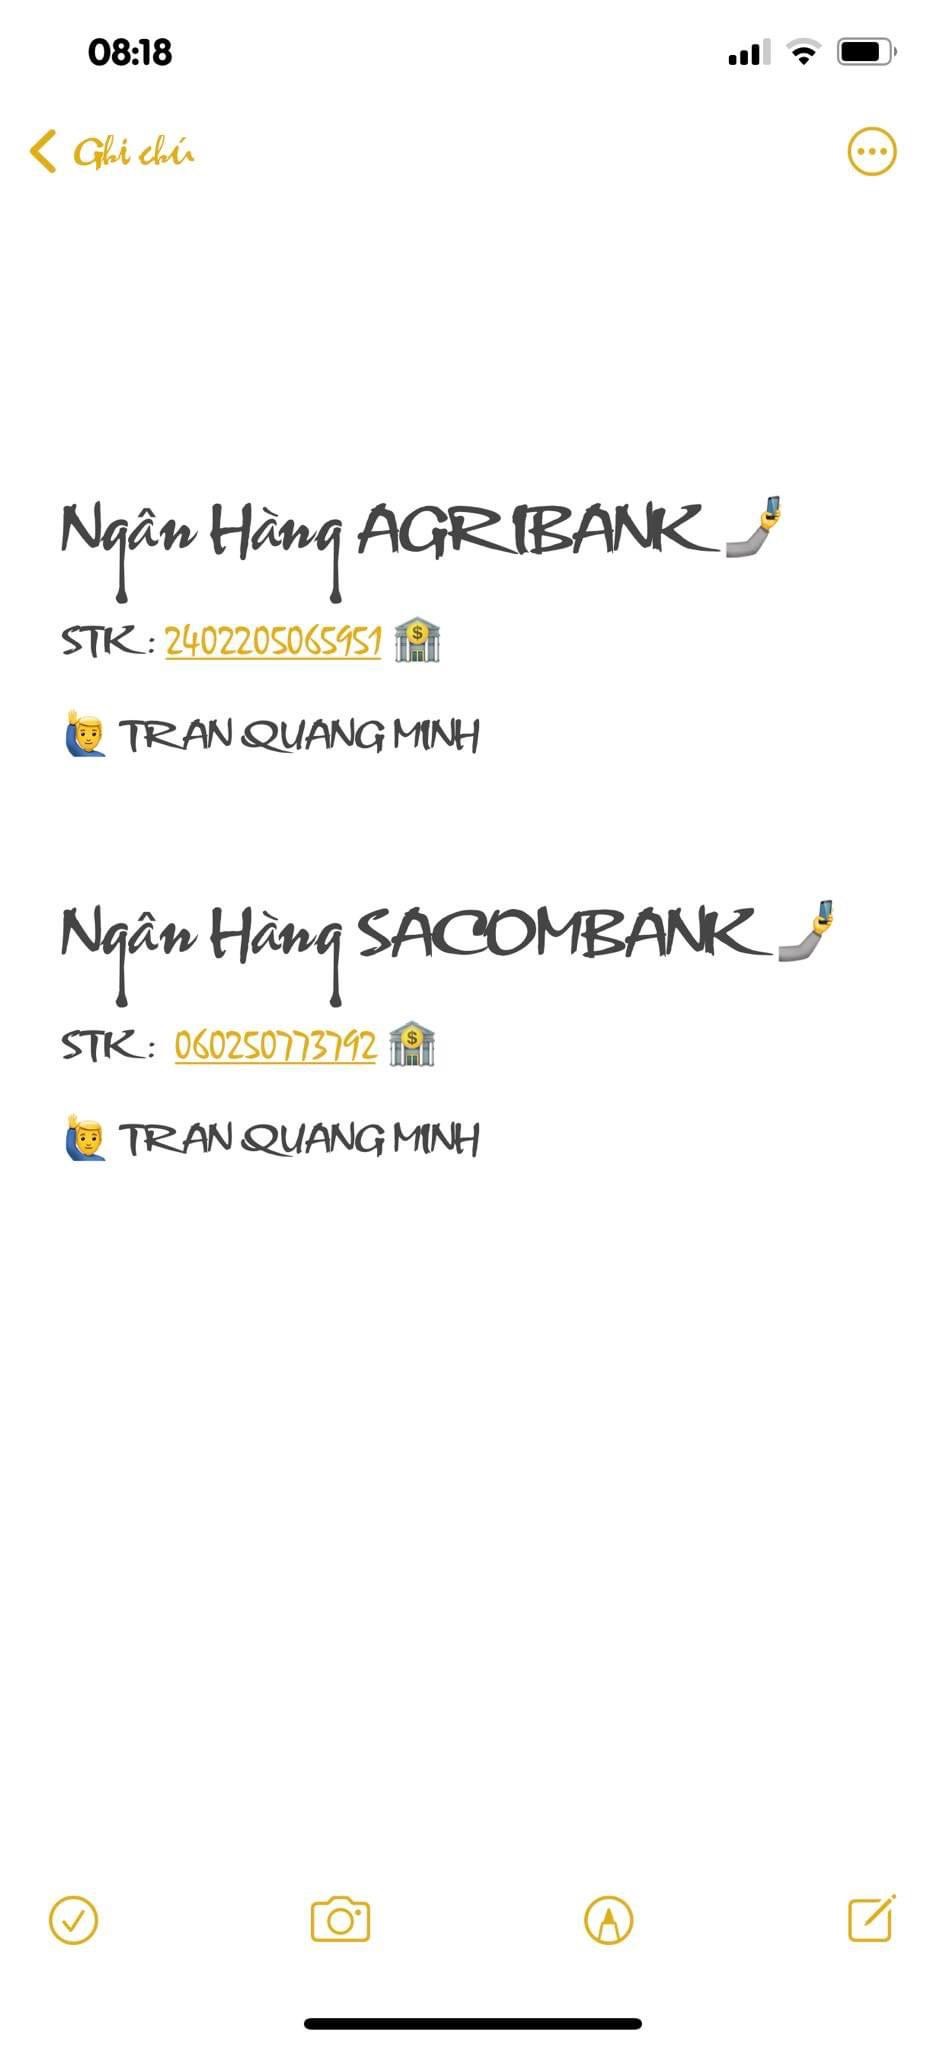 08:18
Ghi chú
Ngân Hàng AGRIBANK
STK : 2402205065951
TRAN QUANG MINH
Ngân Hàng SACOMBANK
STK : 060250773792
TRAN QUANG MINH